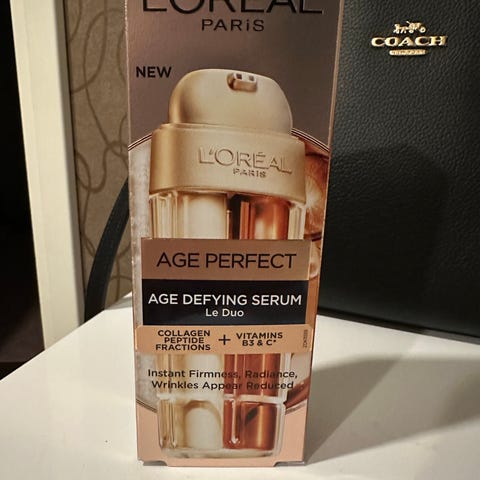 L'ORÉAL
PARIS
COACH
NEW
L'ORÉAL
PARIS
AGE PERFECT
AGE DEFYING SERUM
Le Duo
COLLAGEN
PEPTIDE
FRACTIONS
+
VITAMINS
B3 & C*
Instant Firmness, Radiance,
Wrinkles Appear Reduced